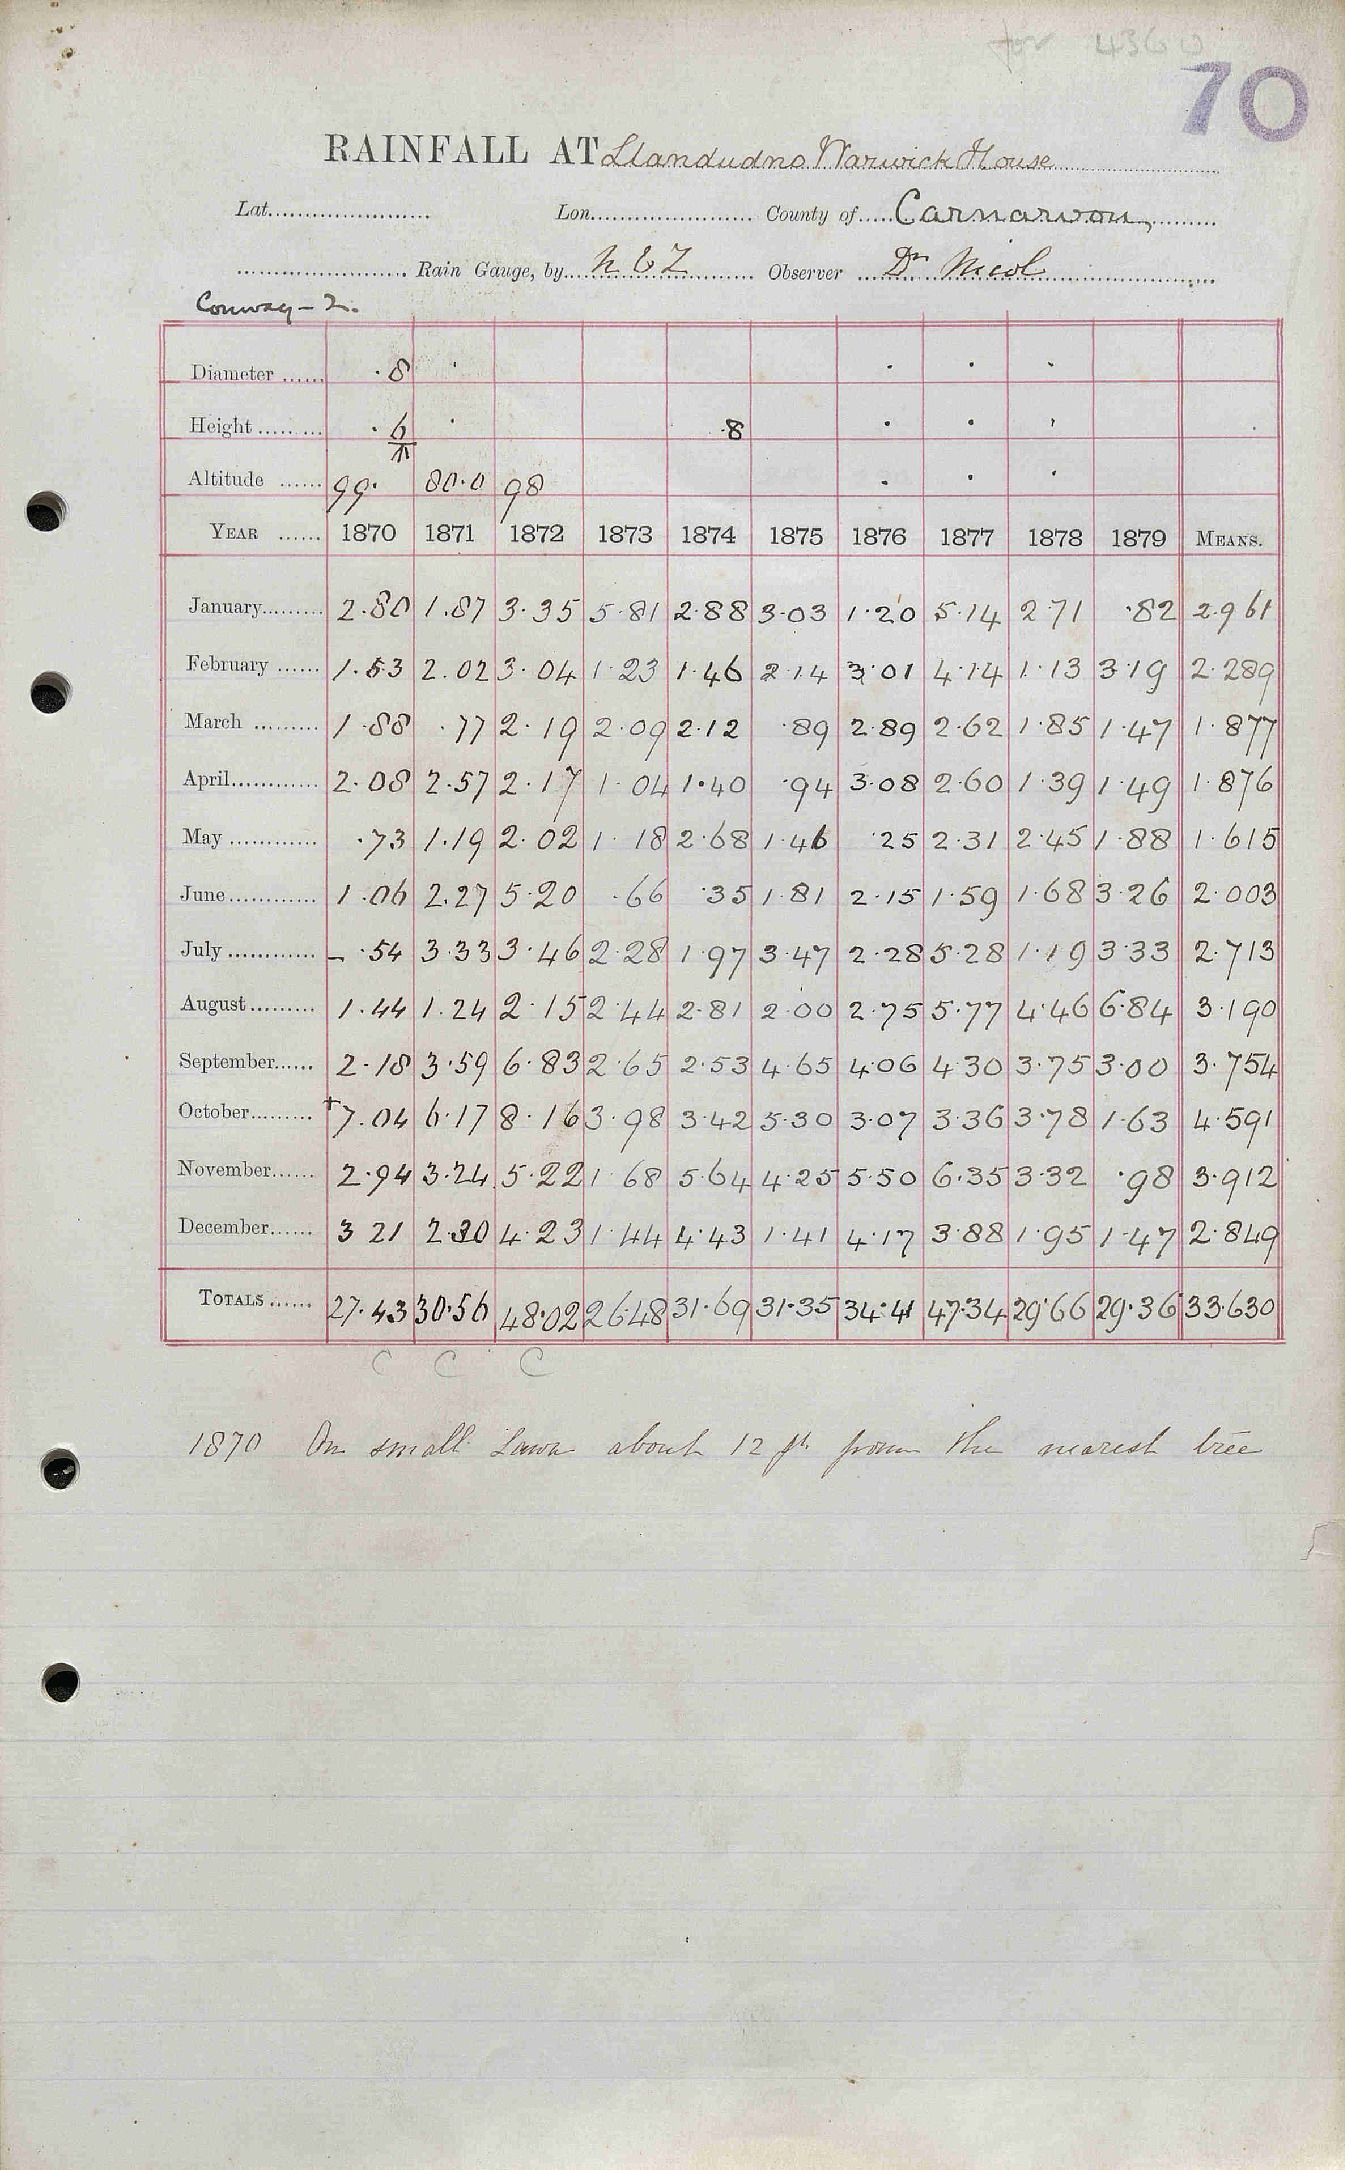 70
RAINFALL AT Llandudno Warwick House
Lat. Lon. County of Carnarvon,
Rain Gauge, by N & Z Observer Dr Nicol
Conway – 2.
Diameter ...... ·8
Height ...... ·6 ·8
Altitude ...... 99· 80·0 98
YEAR ...... 1870 1871 1872 1873 1874 1875 1876 1877 1878 1879 MEANS.
January 2·80 1·87 3·35 5·81 2·88 3·03 1·20 5·14 2·71 ·82 2·961
February 1·53 2·02 3·04 1·23 1·46 2·14 3·01 4·14 1·13 3·19 2·289
March 1·88 ·77 2·19 2·09 2·12 ·89 2·89 2·62 1·85 1·47 1·877
April 2·08 2·57 2·17 1·04 1·40 ·94 3·08 2·60 1·39 1·49 1·876
May ·73 1·19 2·02 1·18 2·68 1·46 ·25 2·31 2·45 1·88 1·615
June 1·06 2·27 5·20 ·66 ·35 1·81 2·15 1·59 1·68 3·26 2·003
July – ·54 3·33 3·46 2·28 1·97 3·47 2·28 5·28 1·19 3·33 2·713
August 1·44 1·24 2·15 2·44 2·81 2·00 2·75 5·77 4·46 6·84 3·190
September 2·18 3·59 6·83 2·65 2·53 4·65 4·06 4·30 3·75 3·00 3·754
October +7·04 6·17 8·16 3·98 3·42 5·30 3·07 3·36 3·78 1·63 4·591
November 2·94 3·24 5·22 1·68 5·64 4·25 5·50 6·35 3·32 ·98 3·912
December 3 21 2·30 4·23 1·44 4·43 1·41 4·17 3·88 1·95 1·47 2·849
TOTALS 27·43 30·56 48·02 26·48 31·69 31·35 34·41 47·34 29·66 29·36 33·630
C C C
1870 On small Lawn about 12 ft from the nearest tree